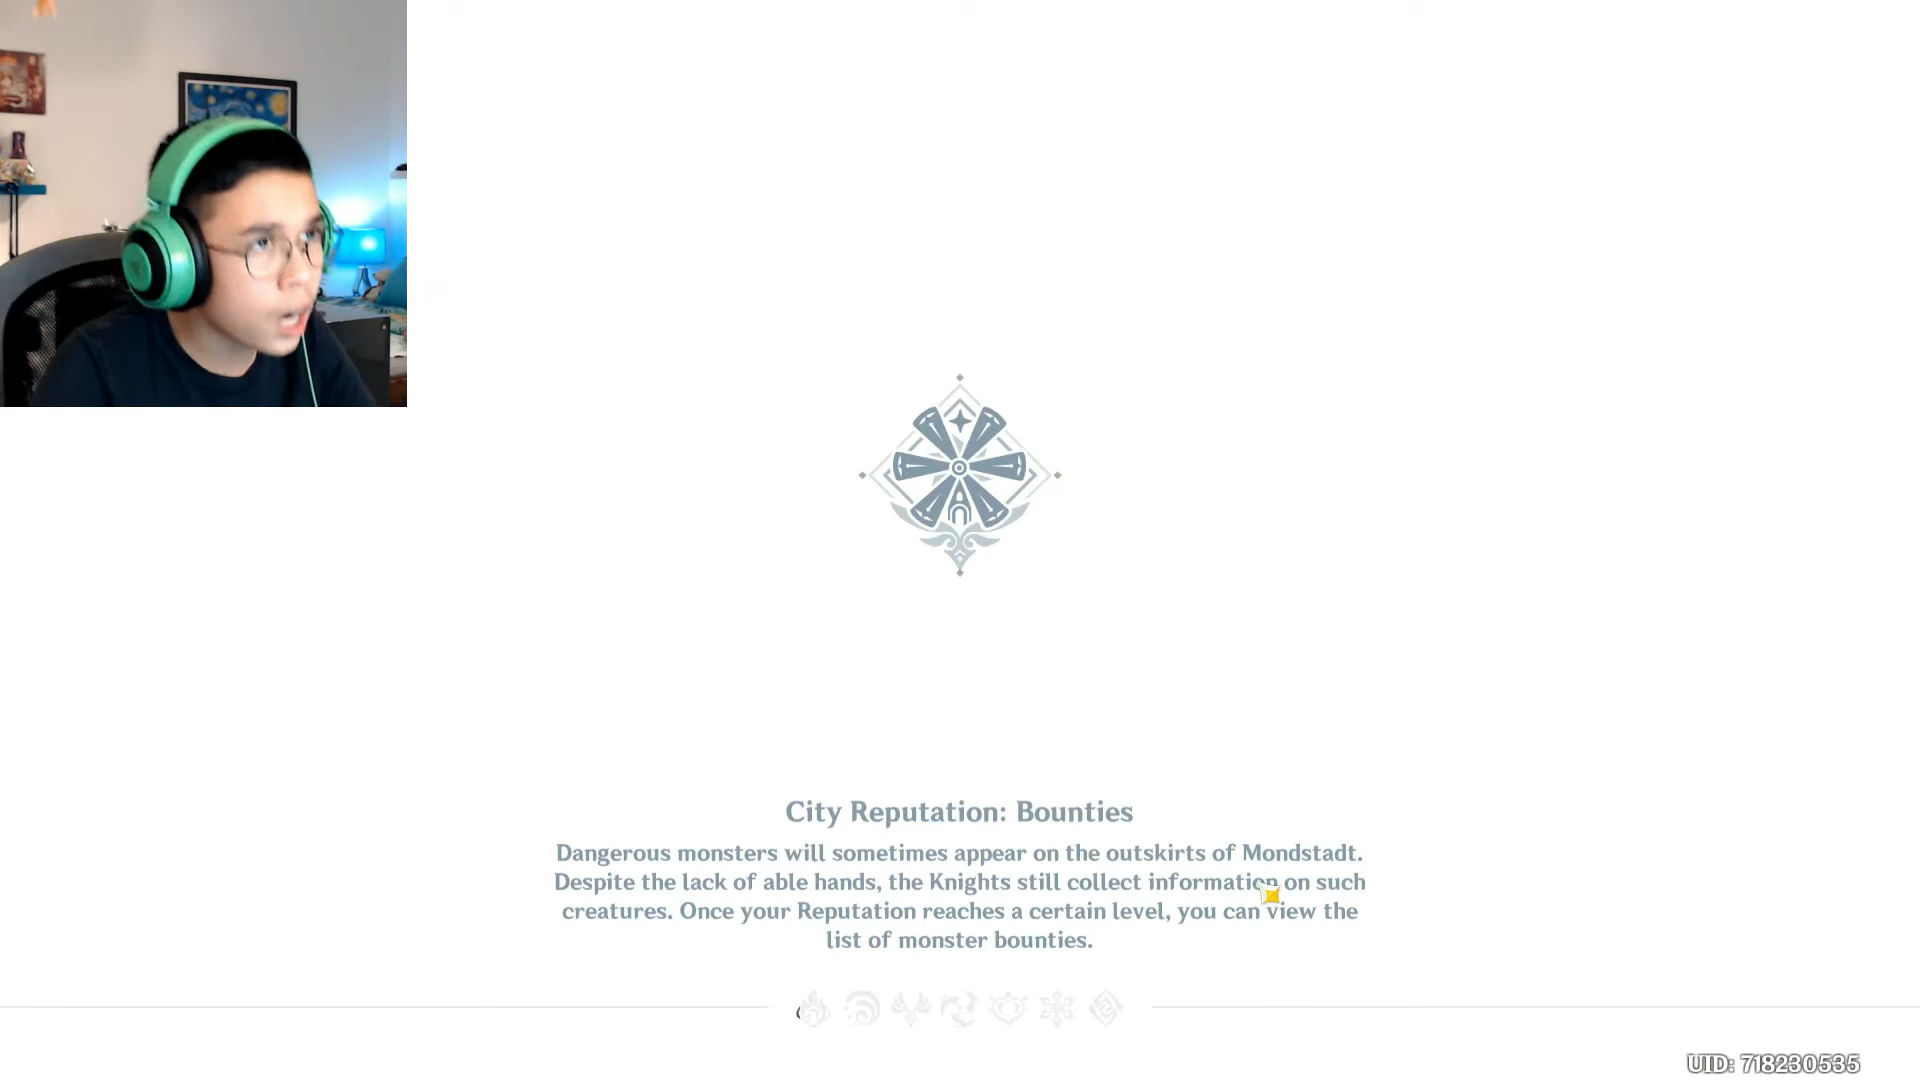 City Reputation: Bounties
Dangerous monsters will sometimes appear on the outskirts of Mondstadt.
Despite the lack of able hands, the Knights still collect information on such
creatures. Once your Reputation reaches a certain level, you can view the
list of monster bounties.
UID: 718230535